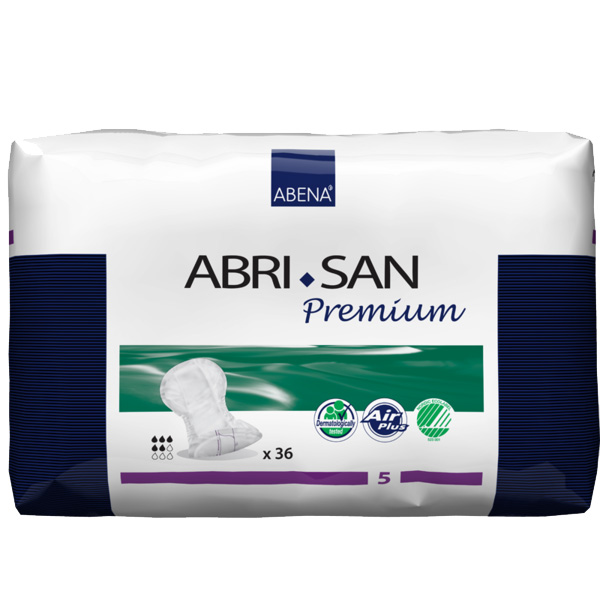 ABENA®
ABRI • SAN
Premium
Dermatologically
tested
Air
Plus
x 36
5